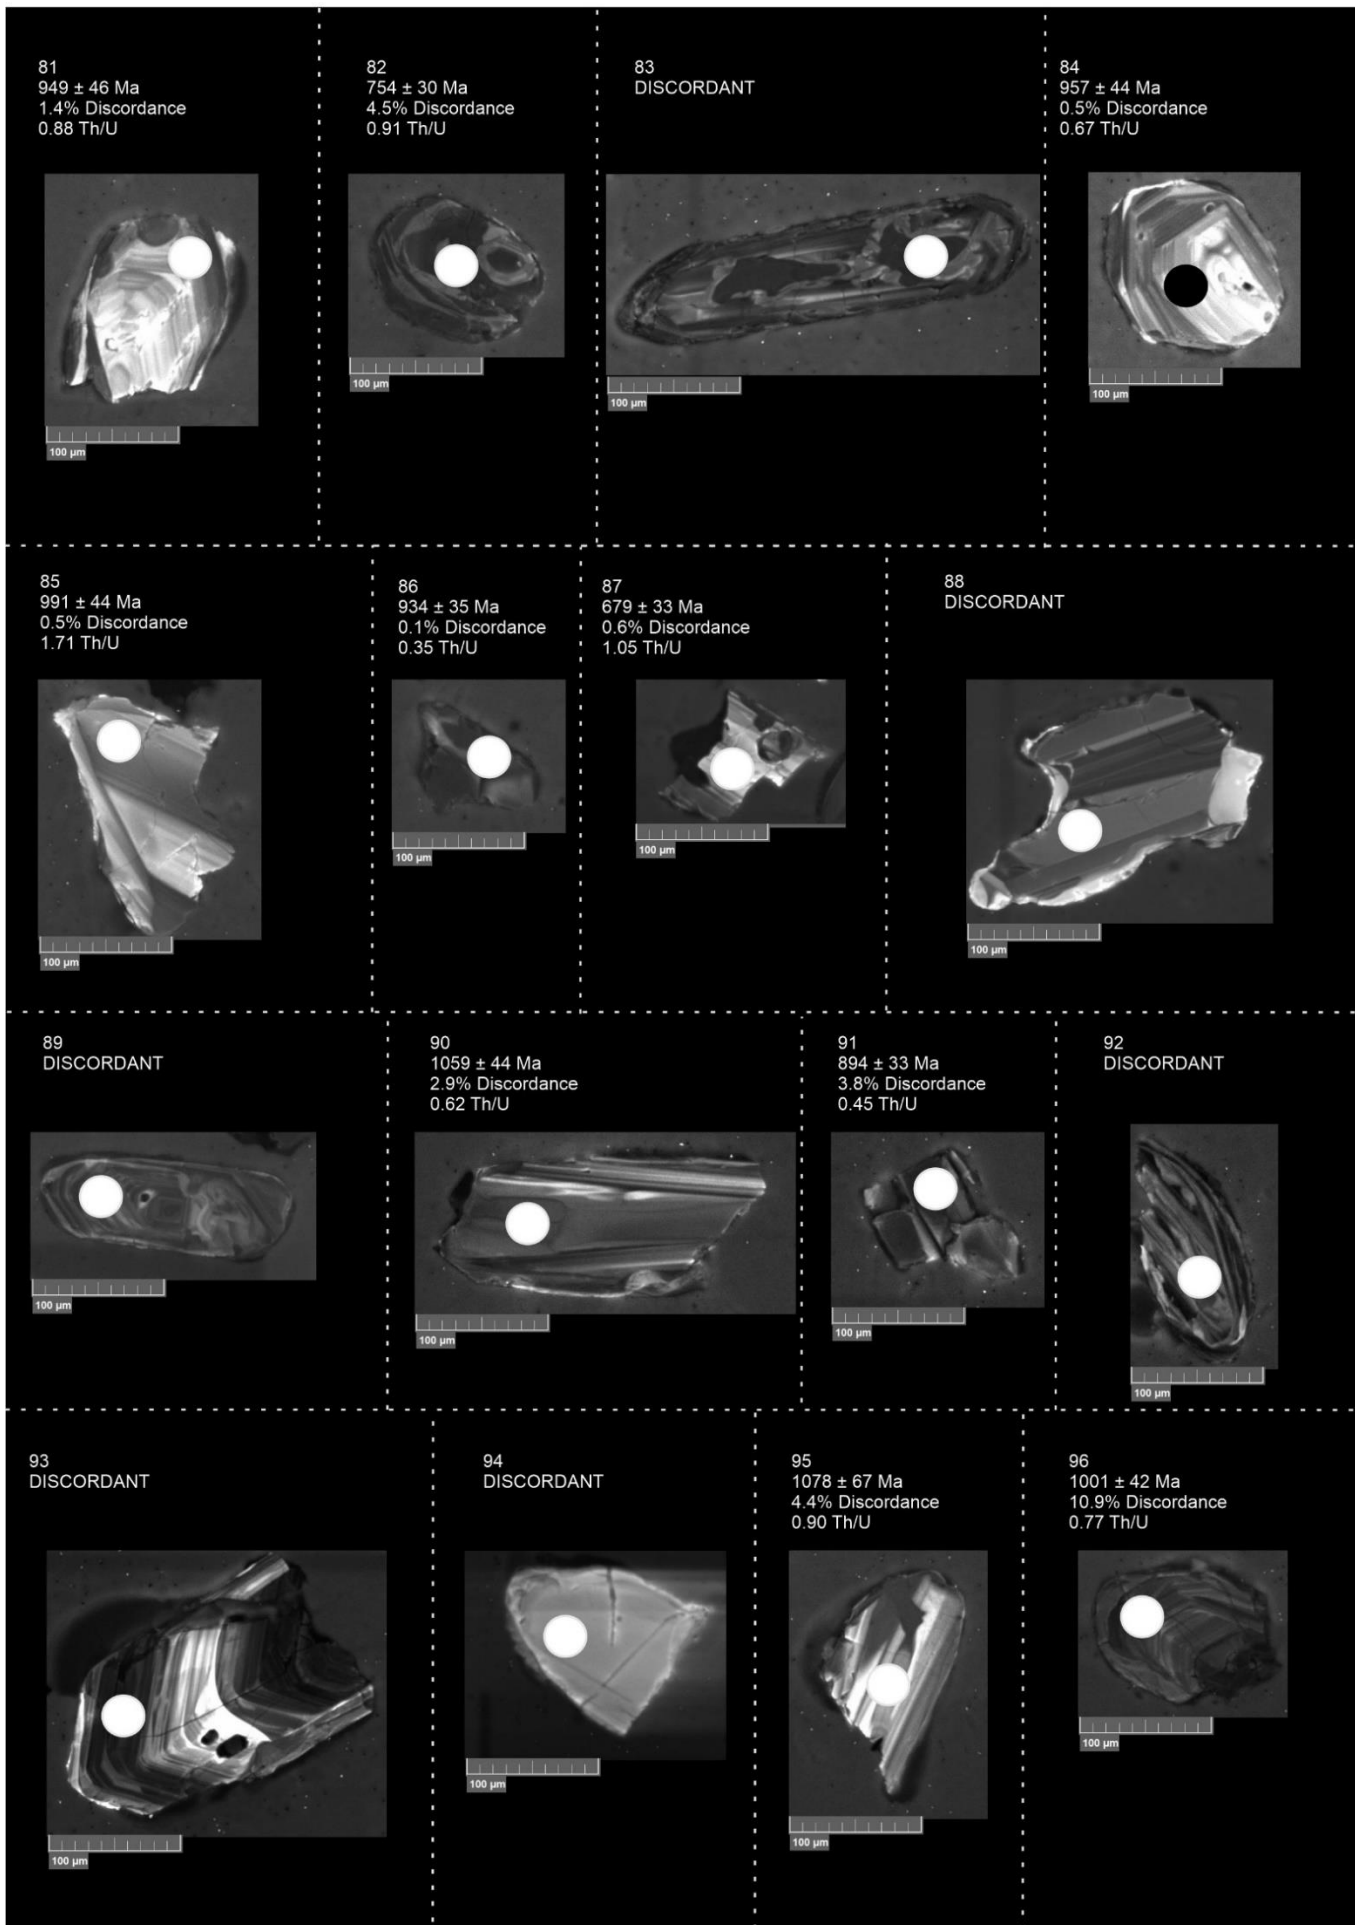 81
949 ± 46 Ma
1.4% Discordance
0.88 Th/U
100 µm
82
754 ± 30 Ma
4.5% Discordance
0.91 Th/U
100 µm
83
DISCORDANT
100 µm
84
957 ± 44 Ma
0.5% Discordance
0.67 Th/U
100 µm
85
991 ± 44 Ma
0.5% Discordance
1.71 Th/U
100 µm
86
934 ± 35 Ma
0.1% Discordance
0.35 Th/U
100 µm
87
679 ± 33 Ma
0.6% Discordance
1.05 Th/U
100 µm
88
DISCORDANT
100 µm
89
DISCORDANT
100 µm
90
1059 ± 44 Ma
2.9% Discordance
0.62 Th/U
100 µm
91
894 ± 33 Ma
3.8% Discordance
0.45 Th/U
100 µm
92
DISCORDANT
100 µm
93
DISCORDANT
100 µm
94
DISCORDANT
100 µm
95
1078 ± 67 Ma
4.4% Discordance
0.90 Th/U
100 µm
96
1001 ± 42 Ma
10.9% Discordance
0.77 Th/U
100 µm